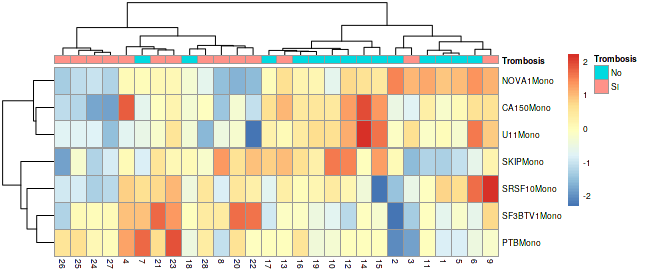 Trombosis
NOVA1Mono
CA150Mono
U11Mono
SKIPMono
SRSF10Mono
SF3BTV1Mono
PTBMono
2
1
0
-1
-2
Trombosis
No
SI
26 25 24 27 4 7 21 23 18 28 8 20 22 17 13 16 19 10 12 14 15 2 3 11 1 5 6 9